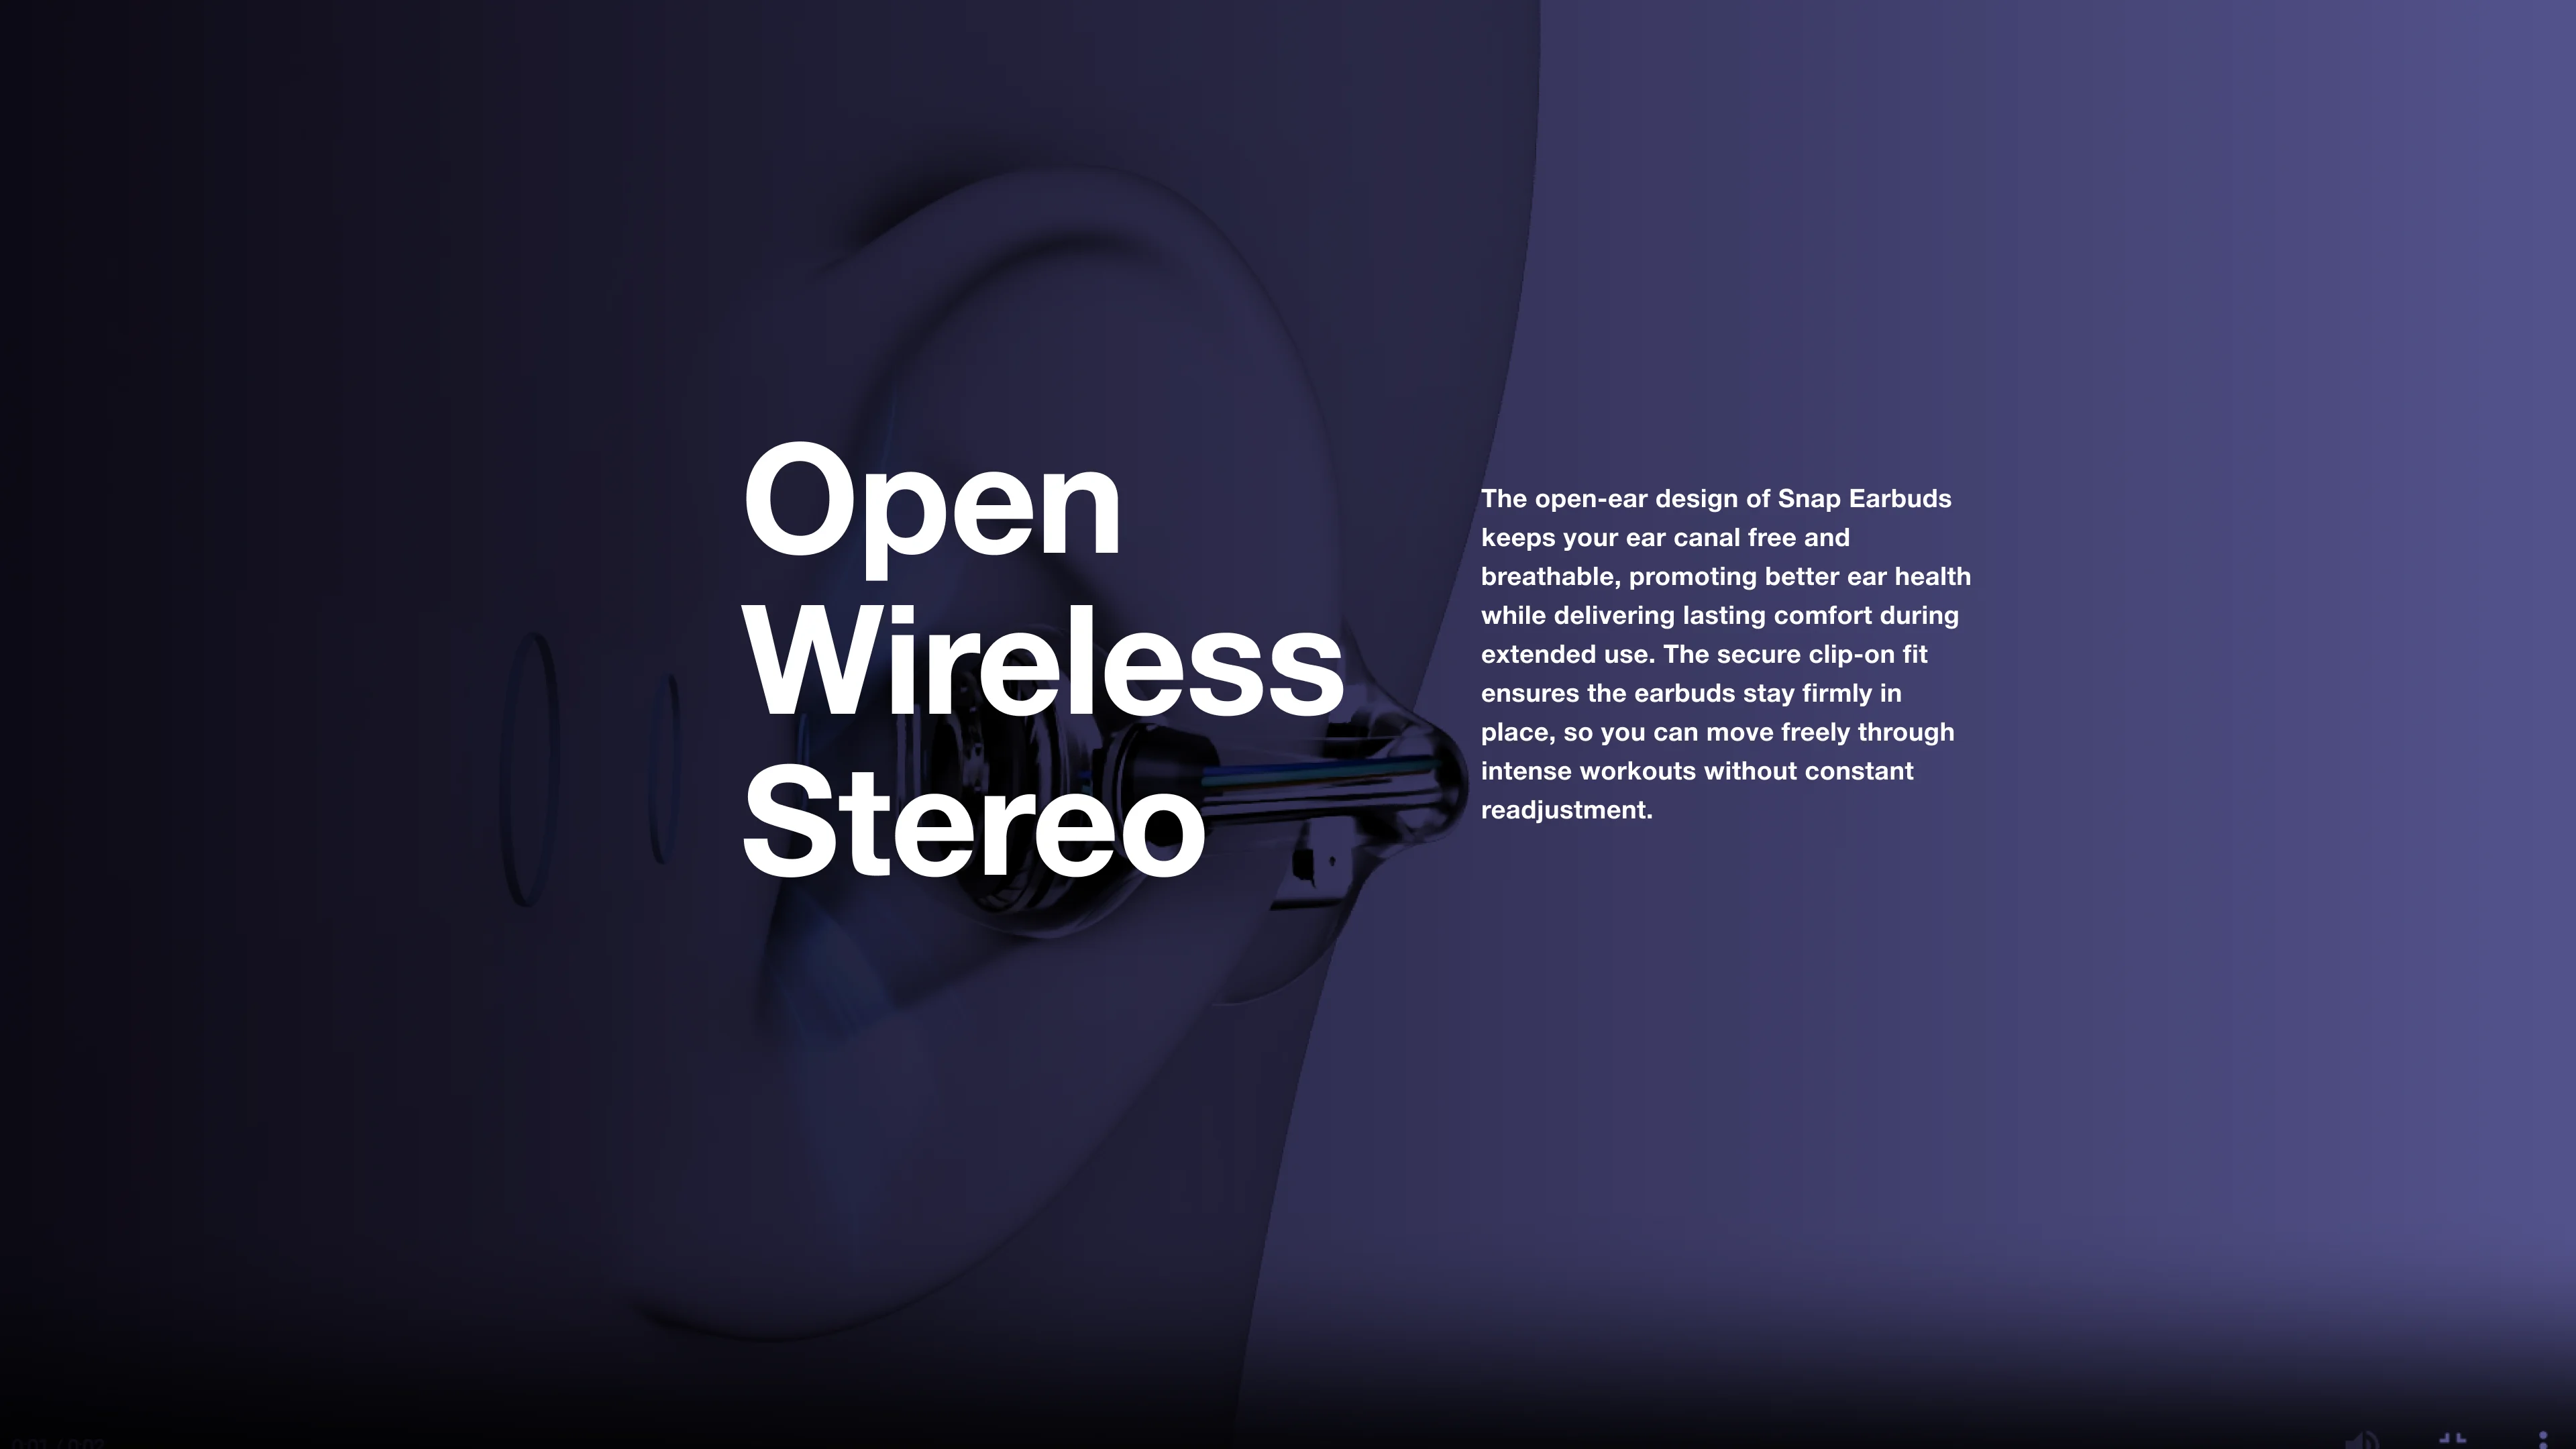 Open
Wireless
Stereo
The open-ear design of Snap Earbuds
keeps your ear canal free and
breathable, promoting better ear health
while delivering lasting comfort during
extended use. The secure clip-on fit
ensures the earbuds stay firmly in
place, so you can move freely through
intense workouts without constant
readjustment.